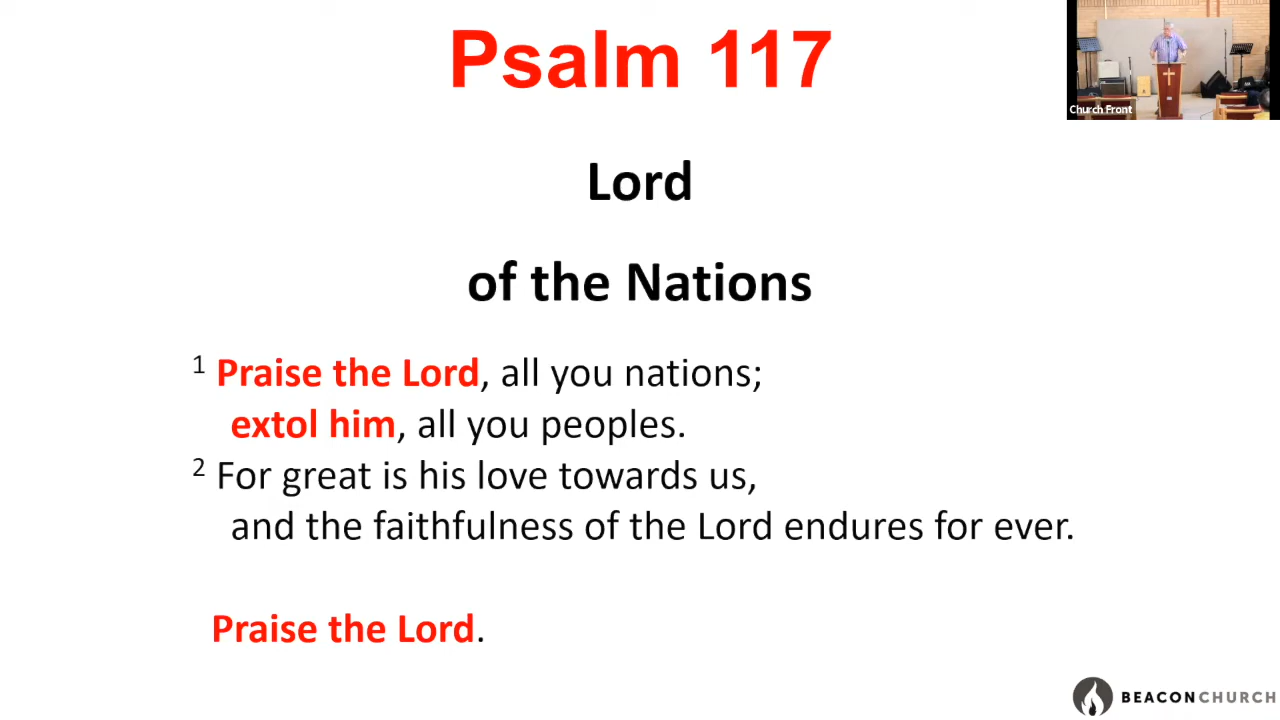 Psalm 117
Church Front
Lord
of the Nations
1 Praise the Lord, all you nations;
extol him, all you peoples.
2 For great is his love towards us,
and the faithfulness of the Lord endures for ever.
Praise the Lord.
BEACONCHURCH